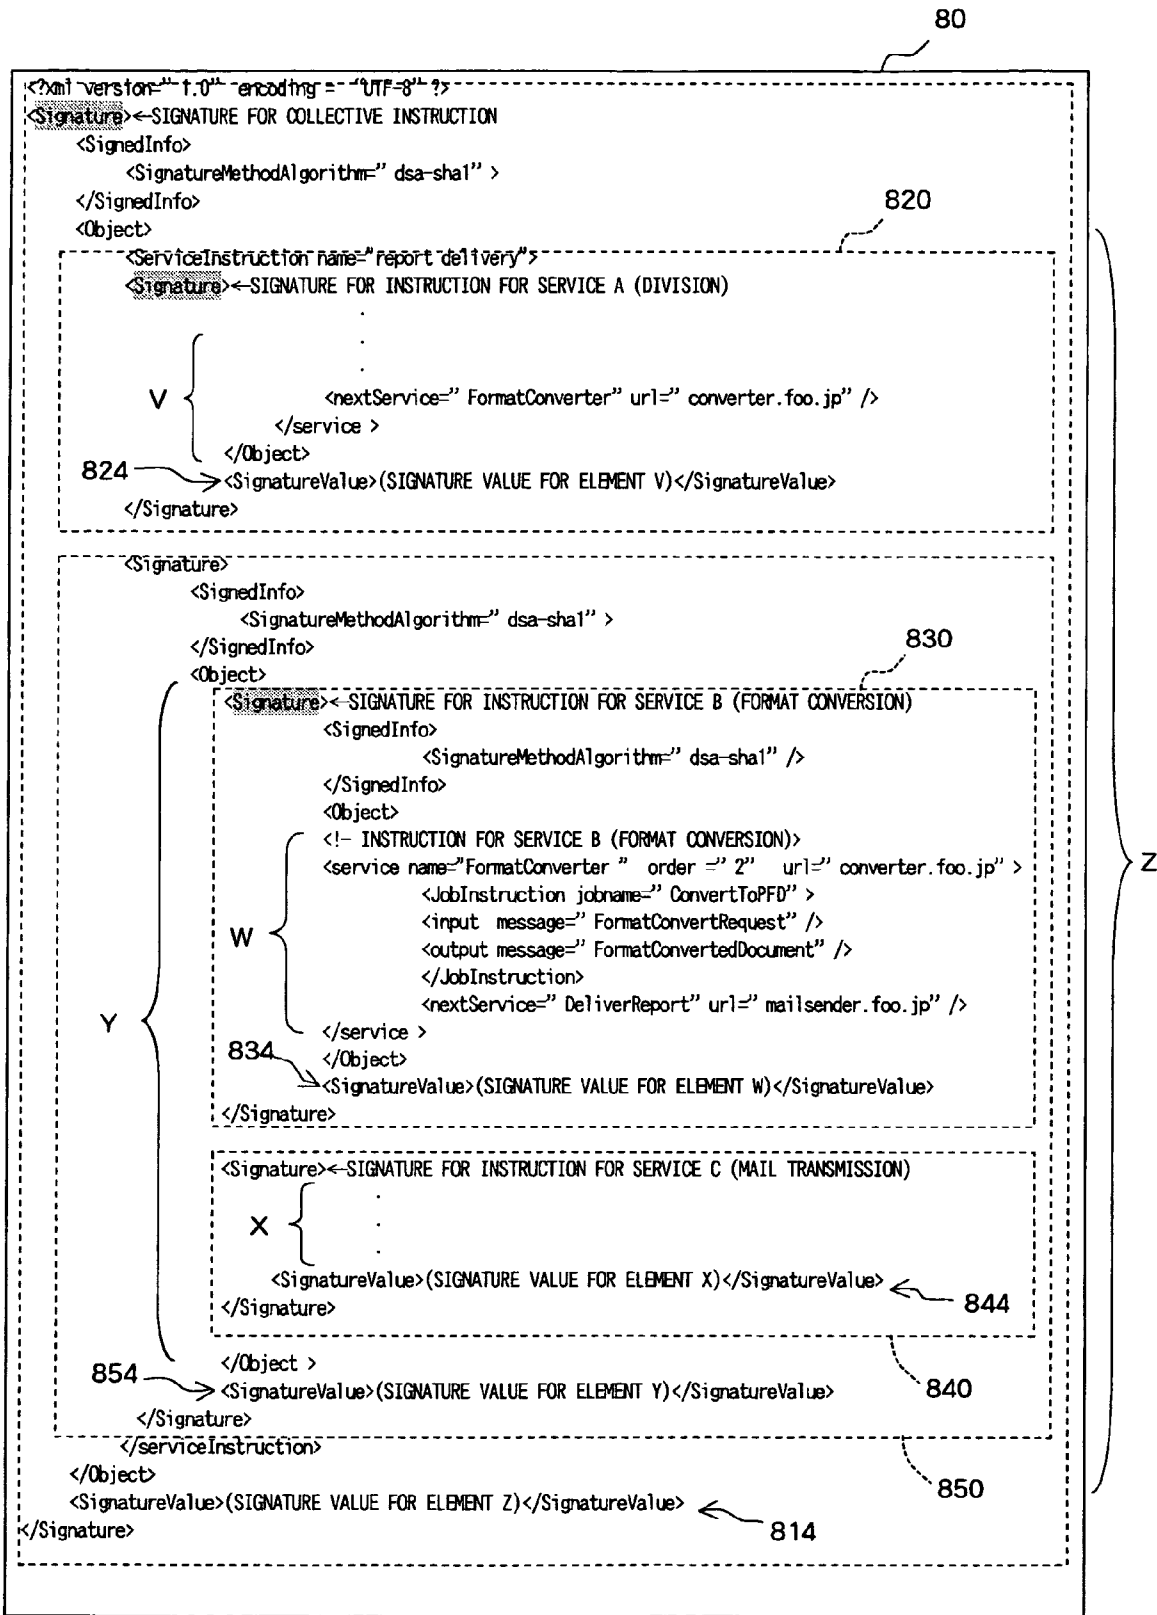 80
<?xml version=" 1.0" encoding = "UTF-8" ?>
<Signature>←SIGNATURE FOR COLLECTIVE INSTRUCTION
<SignedInfo>
<SignatureMethodAlgorithm=" dsa-sha1" >
</SignedInfo>
<Object>
820
<ServiceInstruction name="report delivery">
<Signature>←SIGNATURE FOR INSTRUCTION FOR SERVICE A (DIVISION)
.
.
.
V
<nextService=" FormatConverter" url=" converter.foo.jp" />
</service >
</Object>
824
<SignatureValue>(SIGNATURE VALUE FOR ELEMENT V)</SignatureValue>
</Signature>
<Signature>
<SignedInfo>
<SignatureMethodAlgorithm=" dsa-sha1" >
</SignedInfo>
830
<Object>
<Signature>←SIGNATURE FOR INSTRUCTION FOR SERVICE B (FORMAT CONVERSION)
<SignedInfo>
<SignatureMethodAlgorithm=" dsa-sha1" />
</SignedInfo>
<Object>
<!- INSTRUCTION FOR SERVICE B (FORMAT CONVERSION)>
<service name="FormatConverter " order =" 2" url=" converter.foo.jp" >
Z
<JobInstruction jobname=" ConvertToPFD" >
<input message=" FormatConvertRequest" />
W
<output message=" FormatConvertedDocument" />
</JobInstruction>
<nextService=" DeliverReport" url=" mailsender.foo.jp" />
Y
</service >
834
</Object>
<SignatureValue>(SIGNATURE VALUE FOR ELEMENT W)</SignatureValue>
</Signature>
<Signature>←SIGNATURE FOR INSTRUCTION FOR SERVICE C (MAIL TRANSMISSION)
.
X .
.
<SignatureValue>(SIGNATURE VALUE FOR ELEMENT X)</SignatureValue>
844
</Signature>
</Object >
854
<SignatureValue>(SIGNATURE VALUE FOR ELEMENT Y)</SignatureValue>
840
</Signature>
</serviceInstruction>
</Object>
850
<SignatureValue>(SIGNATURE VALUE FOR ELEMENT Z)</SignatureValue>
814
</Signature>